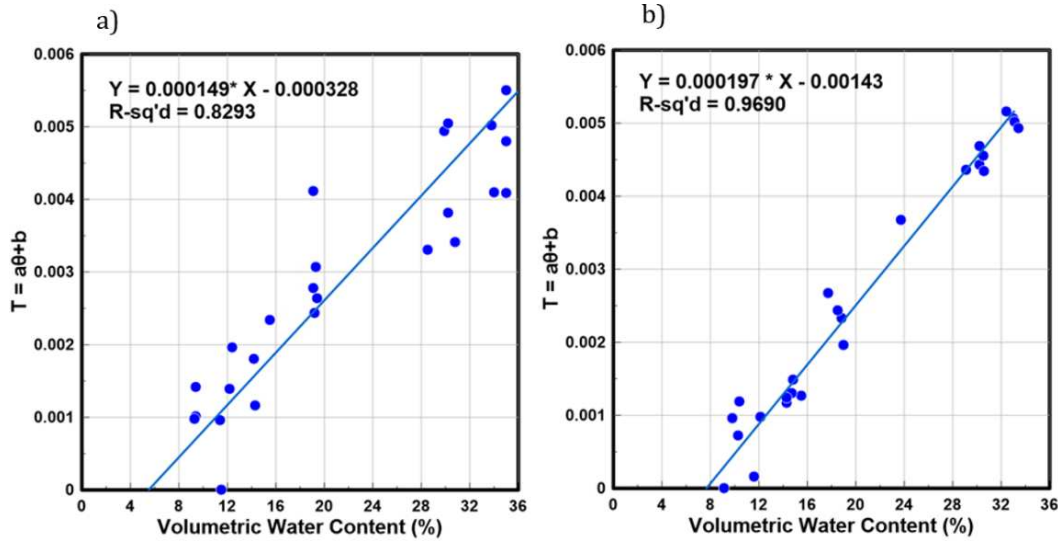 a)
0.006
0.005
0.004
0.003
0.002
0.001
0
T = aθ+b
Y = 0.000149* X - 0.000328
R-sq'd = 0.8293
0 4 8 12 16 20 24 28 32 36
Volumetric Water Content (%)
b)
0.006
0.005
0.004
0.003
0.002
0.001
0
T = aθ+b
Y = 0.000197 * X - 0.00143
R-sq'd = 0.9690
0 4 8 12 16 20 24 28 32 36
Volumetric Water Content (%)